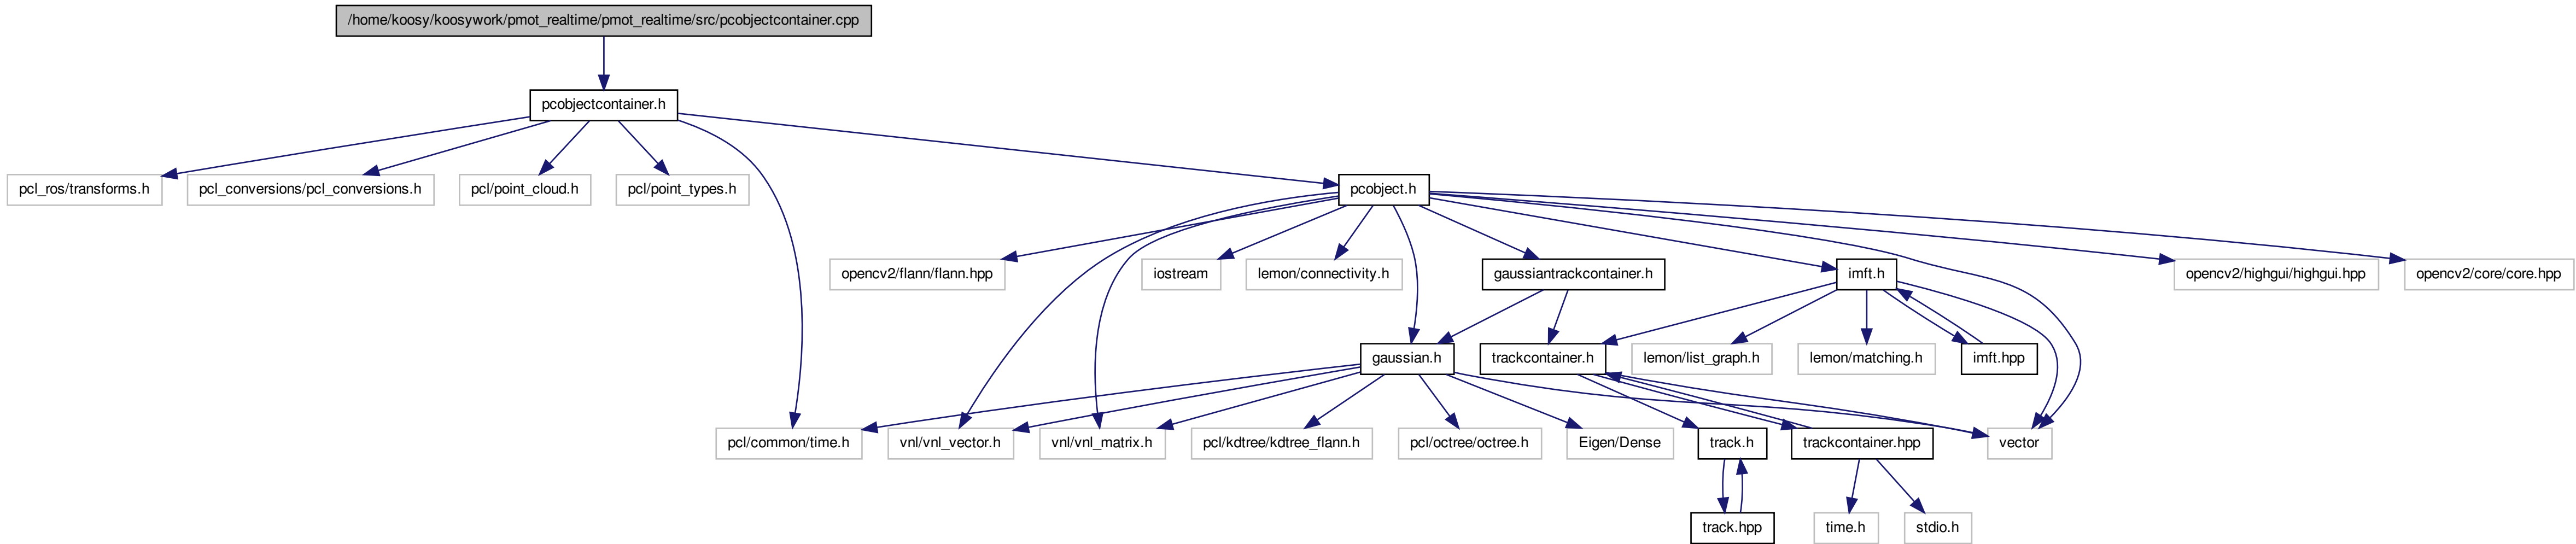 /home/koosy/koosywork/pmot_realtime/pmot_realtime/src/pcobjectcontainer.cpp
pcobjectcontainer.h
pcl_ros/transforms.h
pcl_conversions/pcl_conversions.h
pcl/point_cloud.h
pcl/point_types.h
pcobject.h
opencv2/flann/flann.hpp
iostream
lemon/connectivity.h
gaussiantrackcontainer.h
imft.h
opencv2/highgui/highgui.hpp
opencv2/core/core.hpp
gaussian.h
trackcontainer.h
lemon/list_graph.h
lemon/matching.h
imft.hpp
pcl/common/time.h
vnl/vnl_vector.h
vnl/vnl_matrix.h
pcl/kdtree/kdtree_flann.h
pcl/octree/octree.h
Eigen/Dense
track.h
trackcontainer.hpp
vector
track.hpp
time.h
stdio.h